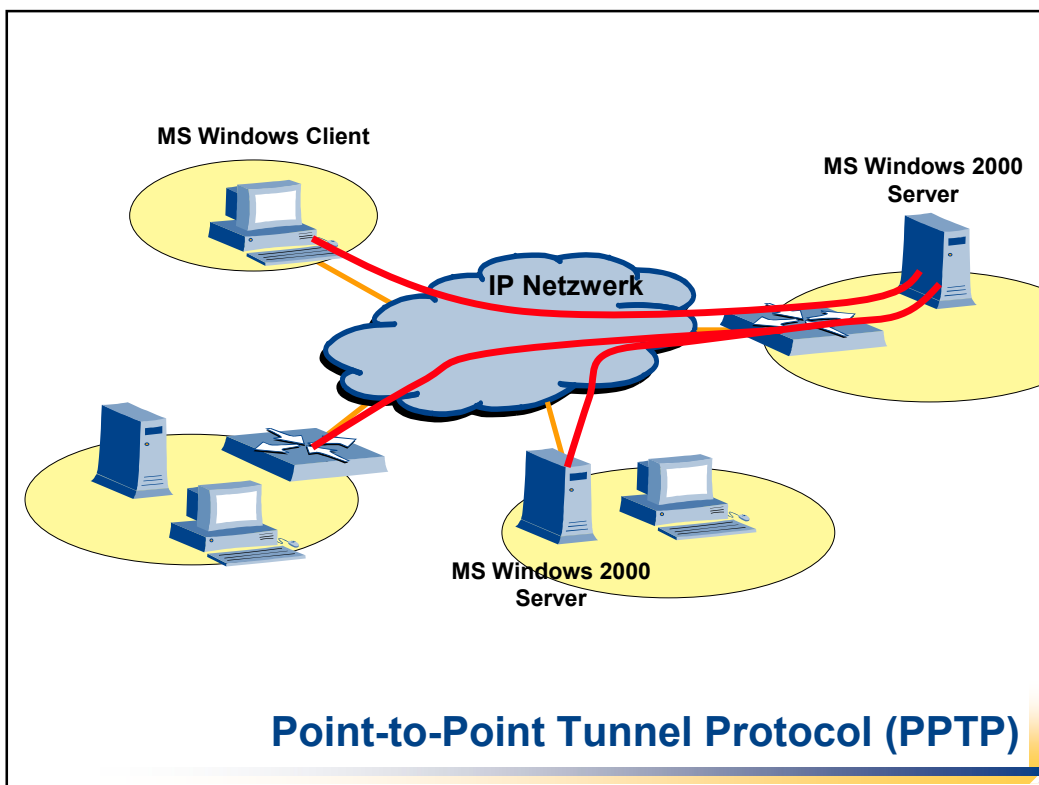 MS Windows Client
MS Windows 2000
Server
IP Netzwerk
MS Windows 2000
Server
Point-to-Point Tunnel Protocol (PPTP)